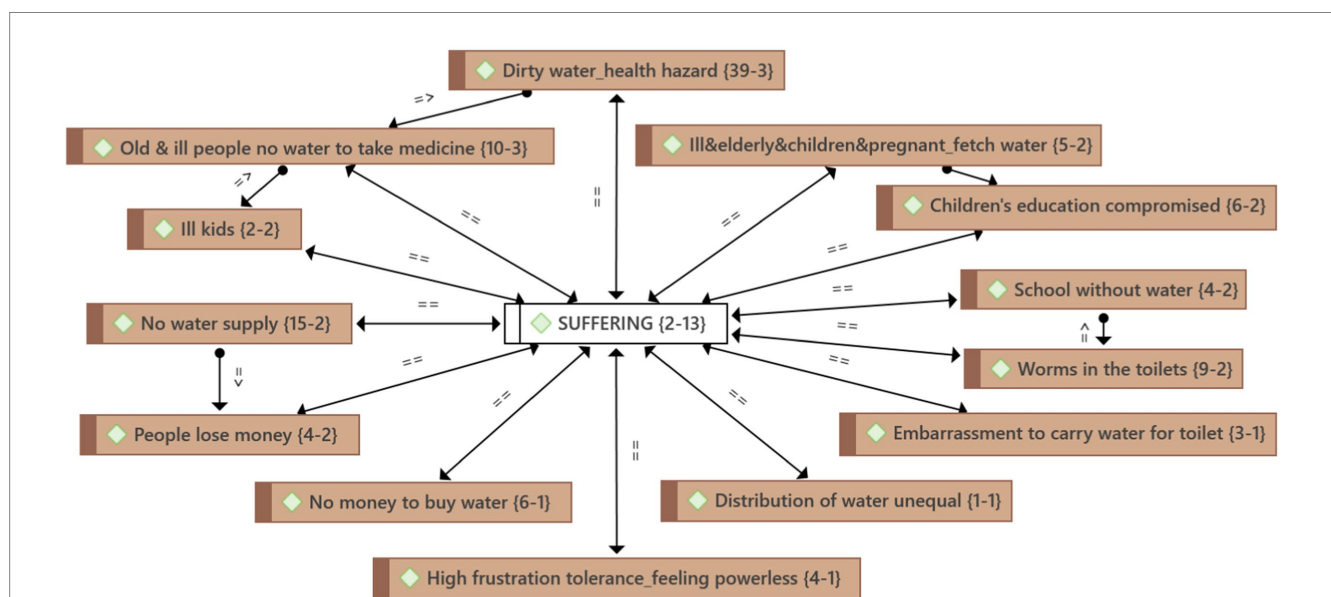 Dirty water_health hazard {39-3}
=>
Old & ill people no water to take medicine {10-3}
Ill&elderly&children&pregnant_fetch water {5-2}
=>
==
==
==
Children's education compromised {6-2}
Ill kids {2-2}
==
==
School without water {4-2}
==
No water supply {15-2}
==
SUFFERING {2-13}
==
=>
Worms in the toilets {9-2}
=>
==
==
People lose money {4-2}
==
==
Embarrassment to carry water for toilet {3-1}
==
No money to buy water {6-1}
Distribution of water unequal {1-1}
High frustration tolerance_feeling powerless {4-1}